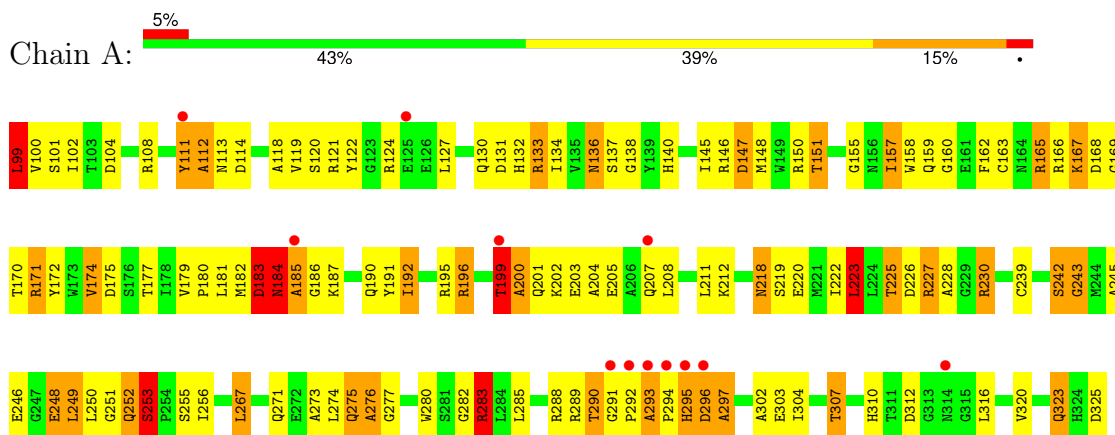 5%
Chain A:
43% 39% 15% •
L99 V100 S101 I102 T103 D104 R108 Y111 A112 N113 D114 A118 V119 S120 R121 Y122 G123 R124 E125 E126 L127 Q130 D131 H132 R133 I134 V135 N136 S137 G138 Y139 H140 I145 R146 D147 M148 W149 R150 T151 G155 N156 I157 W158 Q159 G160 E161 F162 C163 N164 R165 R166 K167 D168 G169
T170 R171 Y172 W173 V174 D175 S176 T177 I178 V179 P180 L181 M182 D183 N184 A185 G186 K187 Q190 Y191 I192 R195 R196 T199 A200 Q201 K202 E203 A204 E205 A206 Q207 L208 L211 K212 N218 S219 E220 M221 I222 L223 L224 T225 D226 R227 A228 G229 R230 C239 S242 G243 M244 A245
E246 G247 E248 L249 L250 G251 Q252 S253 P254 S255 I256 L267 Q271 E272 A273 L274 Q275 A276 G277 W280 S281 G282 R283 L284 L285 R288 R289 T290 G291 P292 A293 P294 H295 D296 A297 A302 E303 I304 T307 H310 T311 D312 G313 N314 G315 L316 V320 Q323 H324 D325